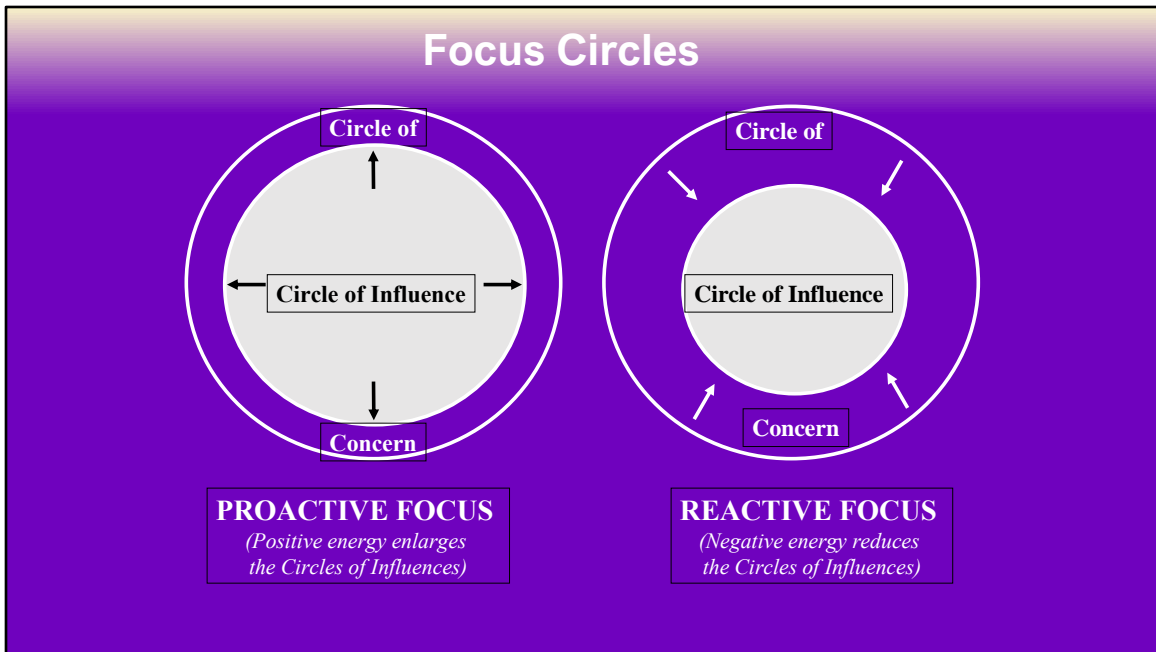 Focus Circles
Circle of
Circle of Influence
Concern
PROACTIVE FOCUS
(Positive energy enlarges
the Circles of Influences)
Circle of
Circle of Influence
Concern
REACTIVE FOCUS
(Negative energy reduces
the Circles of Influences)